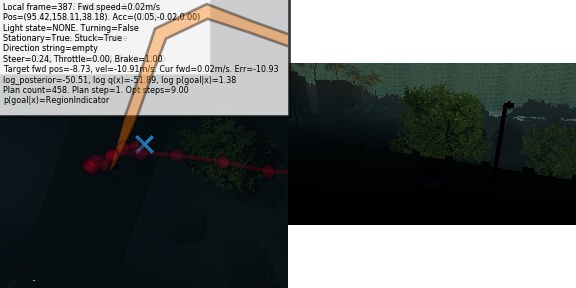 Local frame=387. Fwd speed=0.02m/s
Pos=(95.42,158.11,38.18). Acc=(0.05,-0.02,0.00)
Light state=NONE. Turning=False
Stationary=True. Stuck=True
Direction string=empty
Steer=0.24, Throttle=0.00, Brake=1.00
Target fwd pos=-8.73, vel=-10.91m/s. Cur fwd=0.02m/s. Err=-10.93
log_posterior=-50.51, log q(x)=-51.89, log p(goal|x)=1.38
Plan count=458. Plan step=1. Opt steps=9.00
p(goal|x)=RegionIndicator